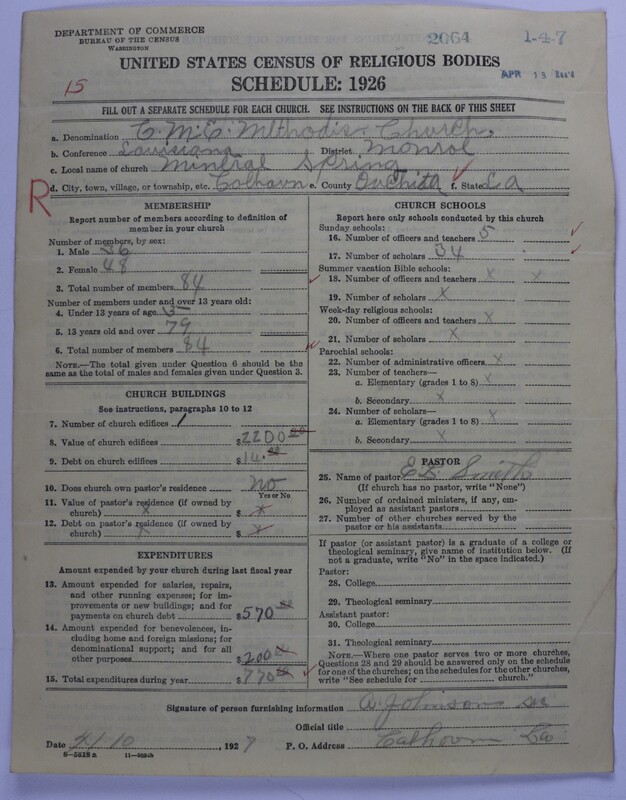 DEPARTMENT OF COMMERCE
BUREAU OF THE CENSUS
WASHINGTON
2064 1-4-7
UNITED STATES CENSUS OF RELIGIOUS BODIES
APR 13
15
SCHEDULE: 1926
FILL OUT A SEPARATE SCHEDULE FOR EACH CHURCH. SEE INSTRUCTIONS ON THE BACK OF THIS SHEET
a. Denomination C. M. E. Methodis Church,
b. Conference Louisiana District Monroe
c. Local name of church Mineral Spring
R
d. City, town, village, or township, etc. Calhoun e. County Ouchita f. State La
MEMBERSHIP
Report number of members according to definition of
member in your church
Number of members, by sex:
1. Male 36
2. Female 48
3. Total number of members 84
Number of members under and over 13 years old:
4. Under 13 years of age 5
5. 13 years old and over 79
6. Total number of members 84
NOTE.—The total given under Question 6 should be
same as the total of males and females given under Question 3.
CHURCH BUILDINGS
See instructions, paragraphs 10 to 12
7. Number of church edifices 1
8. Value of church edifices $2200.00
9. Debt on church edifices $14.00
10. Does church own pastor's residence No
Yes or No
11. Value of pastor's residence (if owned by
church) x $ x
12. Debt on pastor's residence (if owned by
church) x $ x
EXPENDITURES
Amount expended by your church during last fiscal year
13. Amount expended for salaries, repairs,
and other running expenses; for im-
provements or new buildings; and for
payments on church debt $570.00
14. Amount expended for benevolences, in-
cluding home and foreign missions; for
denominational support; and for all
other purposes $200.00
15. Total expenditures during year $770.00
CHURCH SCHOOLS
Report here only schools conducted by this church
Sunday schools:
16. Number of officers and teachers 5
17. Number of scholars 34
Summer vacation Bible schools:
18. Number of officers and teachers x x
19. Number of scholars x
Week-day religious schools:
20. Number of officers and teachers x
21. Number of scholars x
Parochial schools:
22. Number of administrative officers x
23. Number of teachers—
a. Elementary (grades 1 to 8) x
b. Secondary x
24. Number of scholars—
a. Elementary (grades 1 to 8) x
b. Secondary x
PASTOR
25. Name of pastor Smith
(If church has no pastor, write "None")
26. Number of ordained ministers, if any, em-
ployed as assistant pastors
27. Number of other churches served by the
pastor or his assistants
If pastor (or assistant pastor) is a graduate of a college or
theological seminary, give name of institution below. (If
not a graduate, write "No" in the space indicated.)
Pastor:
28. College
29. Theological seminary
Assistant pastor:
30. College
31. Theological seminary
NOTE.—Where one pastor serves two or more churches,
Questions 28 and 29 should be answered only on the schedule
for one of the churches; on the schedules for the other churches,
write "See schedule for church."
Signature of person furnishing information Johnson
Official title
Date 10, 1927 P. O. Address Calhoun La
8—5518a 11—